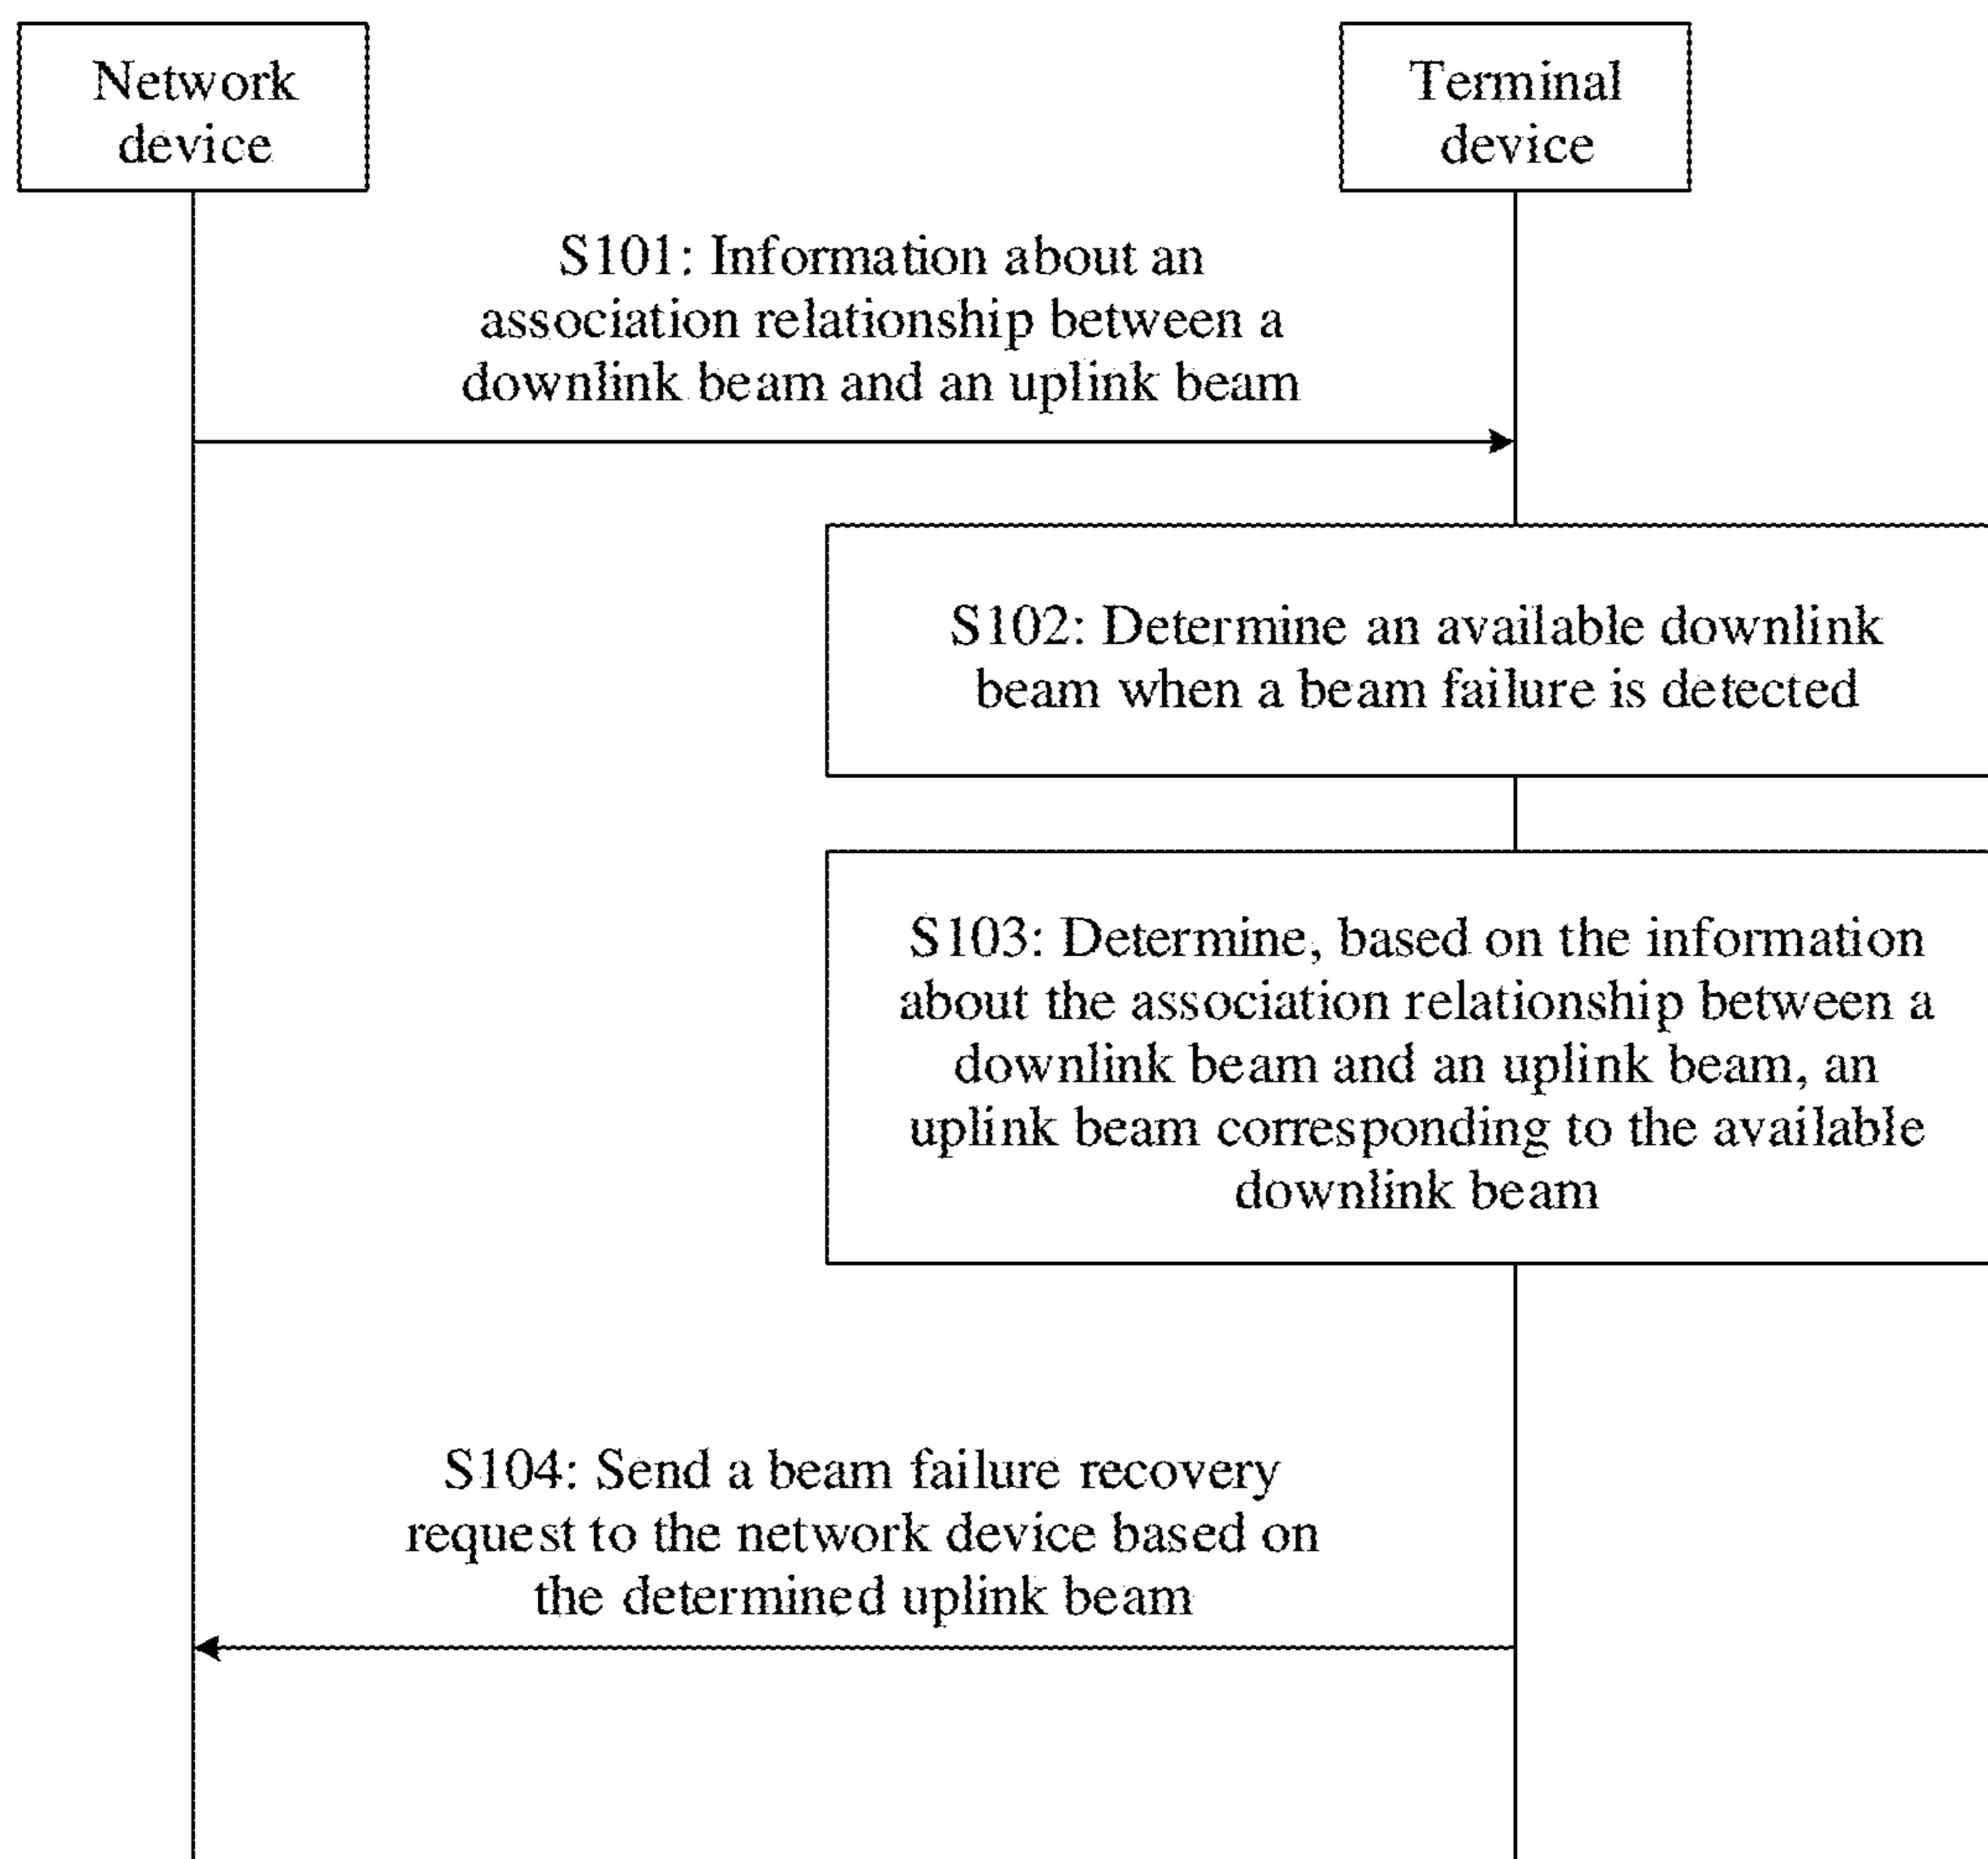 Network
device
Terminal
device
S101: Information about an
association relationship between a
downlink beam and an uplink beam
S102: Determine an available downlink
beam when a beam failure is detected
S103: Determine, based on the information
about the association relationship between a
downlink beam and an uplink beam, an
uplink beam corresponding to the available
downlink beam
S104: Send a beam failure recovery
request to the network device based on
the determined uplink beam